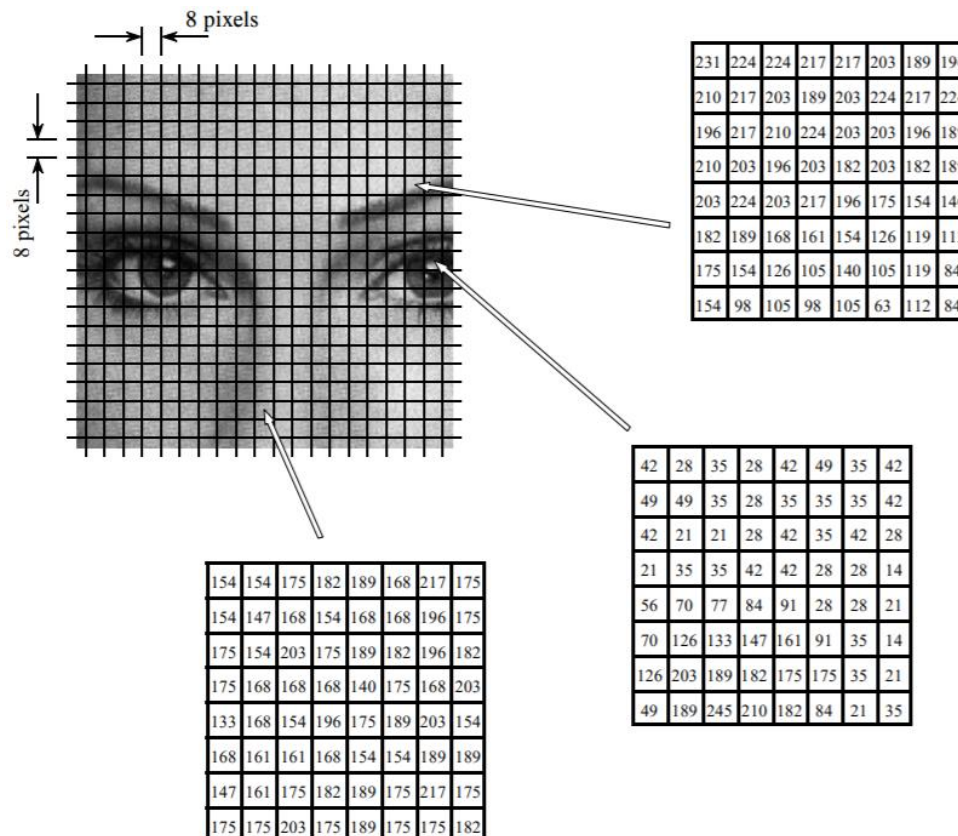 8 pixels
8 pixels
231 224 224 217 217 203 189
210 217 203 189 203 224 217
196 217 210 224 203 203 196
210 203 196 203 182 203 182
203 224 203 217 196 175 154
182 189 168 161 154 126 119
175 154 126 105 140 105 119 84
154 98 105 98 105 63 112 84
42 28 35 28 42 49 35 42
49 49 35 28 35 35 35 42
42 21 21 28 42 35 42 28
21 35 35 42 42 28 28 14
56 70 77 84 91 28 28 21
70 126 133 147 161 91 35 14
126 203 189 182 175 175 35 21
49 189 245 210 182 84 21 35
154 154 175 182 189 168 217 175
154 147 168 154 168 168 196 175
175 154 203 175 189 182 196 182
175 168 168 168 140 175 168 203
133 168 154 196 175 189 203 154
168 161 161 168 154 154 189 189
147 161 175 182 189 175 217 175
175 175 203 175 189 175 175 182